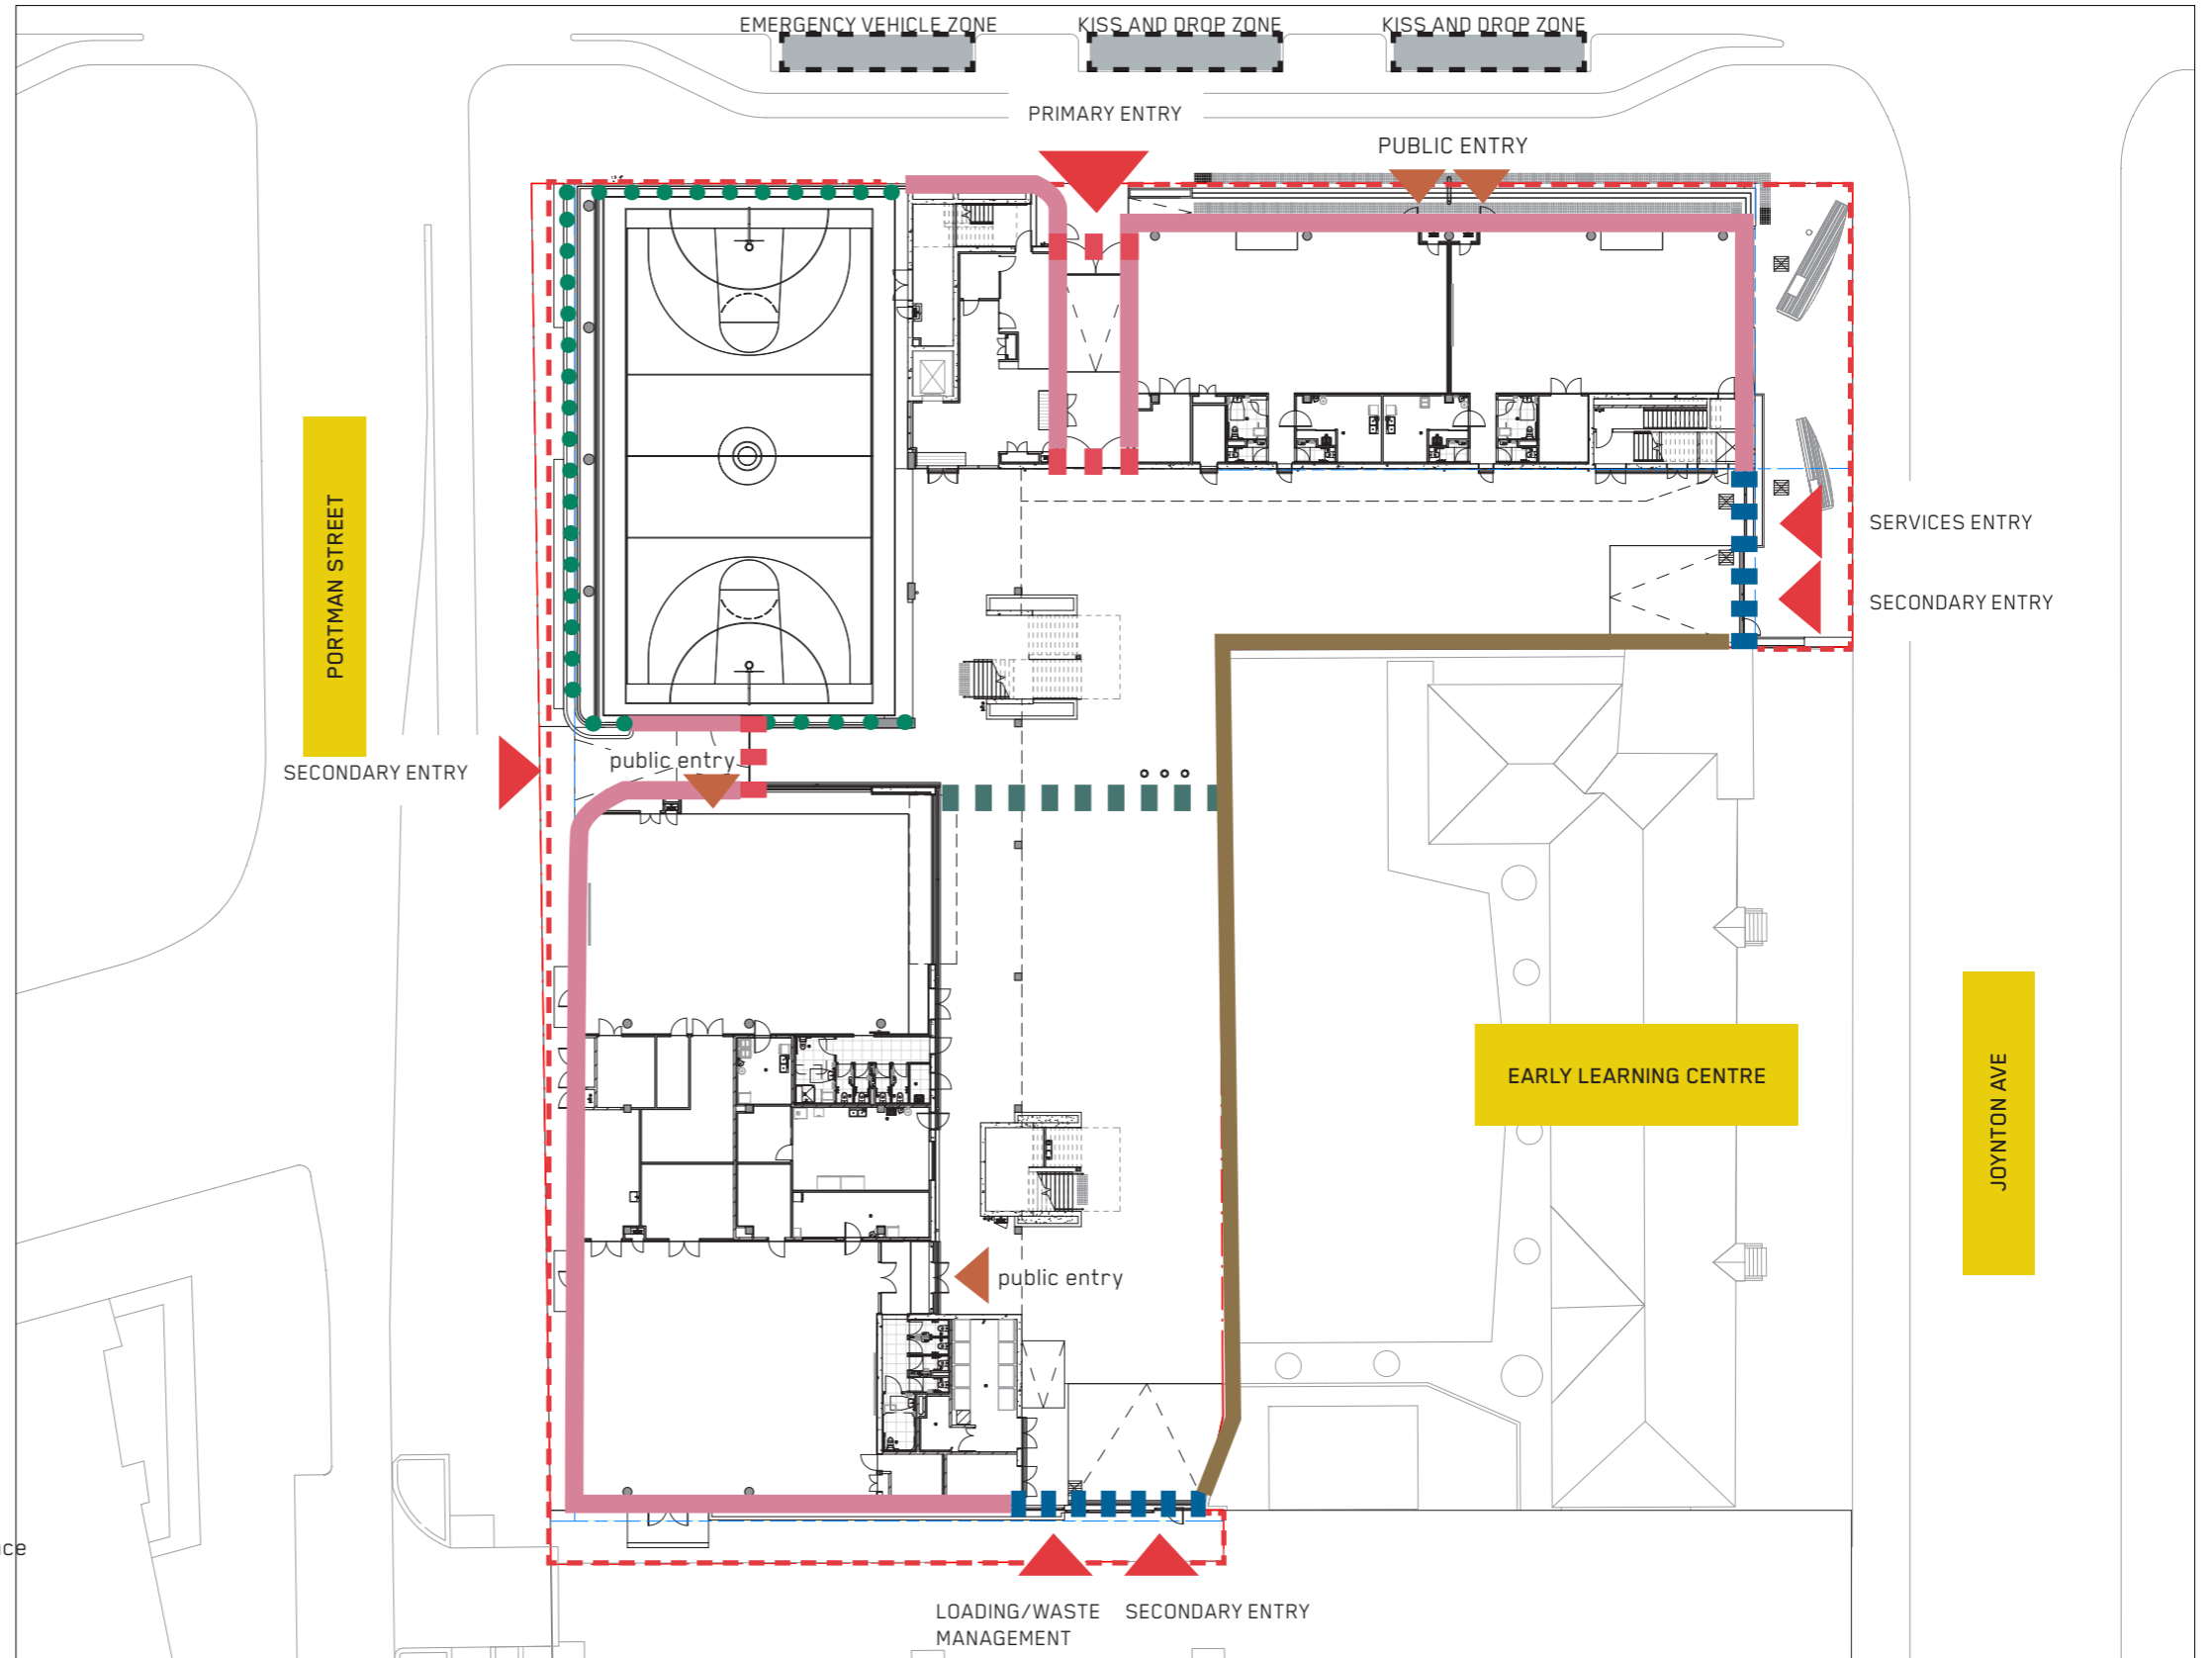 EMERGENCY VEHICLE ZONE
KISS AND DROP ZONE
KISS AND DROP ZONE
PRIMARY ENTRY
PUBLIC ENTRY
PORTMAN STREET
SERVICES ENTRY
SECONDARY ENTRY
public entry
SECONDARY ENTRY
EARLY LEARNING CENTRE
JOYNTON AVE
public entry
LOADING/WASTE
MANAGEMENT
SECONDARY ENTRY